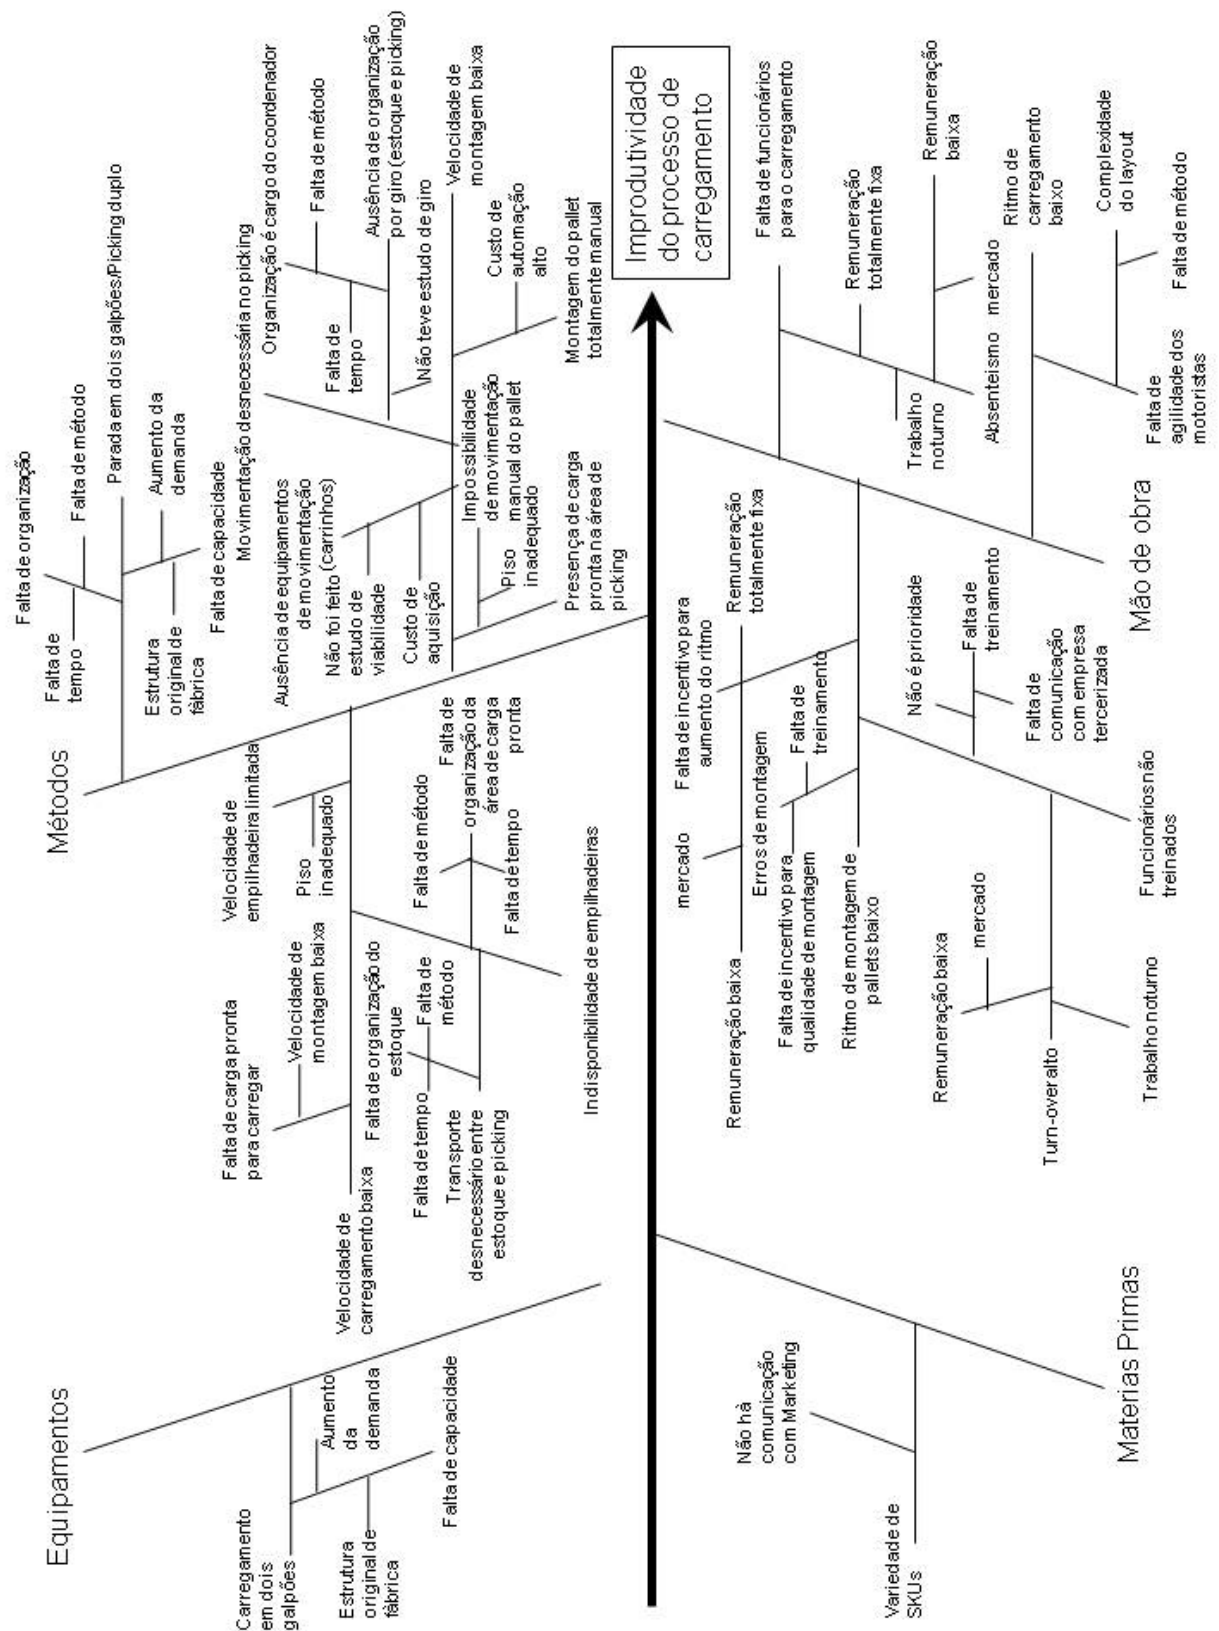 Equipamentos
Carregamento
em dois
galpões
Aumento
da
demanda
Estrutura
original de
fábrica
Falta de capacidade
Métodos
Falta de organização
Falta de
tempo
Falta de método
Parada em dois galpões/Picking duplo
Aumento da
demanda
Estrutura
original de
fábrica
Falta de capacidade
Movimentação desnecessária no picking
Organização é cargo do coordenador
Falta de método
Falta de
tempo
Ausência de organização
por giro (estoque e picking)
Não teve estudo de giro
Velocidade de
montagem baixa
Custo de
automação
alto
Montagem do pallet
totalmente manual
Ausência de equipamentos
de movimentação
(carrinhos)
Não foi feito
estudo de
viabilidade
Custo de
aquisição
Impossibilidade
de movimentação
manual do pallet
Piso
inadequado
Presença de carga
pronta na área de
picking
Velocidade de
empilhadeira limitada
Piso
inadequado
Falta de carga pronta
para carregar
Velocidade de
montagem baixa
Velocidade de
carregamento baixa
Falta de organização do
estoque
Falta de tempo
Falta de
método
Transporte
desnecessário entre
estoque e picking
Falta de método
Falta de
organização da
área de carga
pronta
Falta de tempo
Indisponibilidade de empilhadeiras
Improdutividade
do processo de
carregamento
Materias Primas
Não há
comunicação
com Marketing
Variedade de
SKUs
Mão de obra
Falta de funcionários
para o carregamento
Remuneração
totalmente fixa
Trabalho
noturno
Remuneração
baixa
mercado
Absenteísmo
Ritmo de
carregamento
baixo
Complexidade
do layout
Falta de método
Falta de
agilidade dos
motoristas
Falta de incentivo para
aumento do ritmo
Remuneração
totalmente fixa
mercado
Remuneração baixa
Erros de montagem
Falta de
treinamento
Falta de incentivo para
qualidade de montagem
Ritmo de montagem de
pallets baixo
Não é prioridade
Falta de
treinamento
Falta de
comunicação
com empresa
tercerizada
Funcionários não
treinados
Remuneração baixa
mercado
Turn-over alto
Trabalho noturno